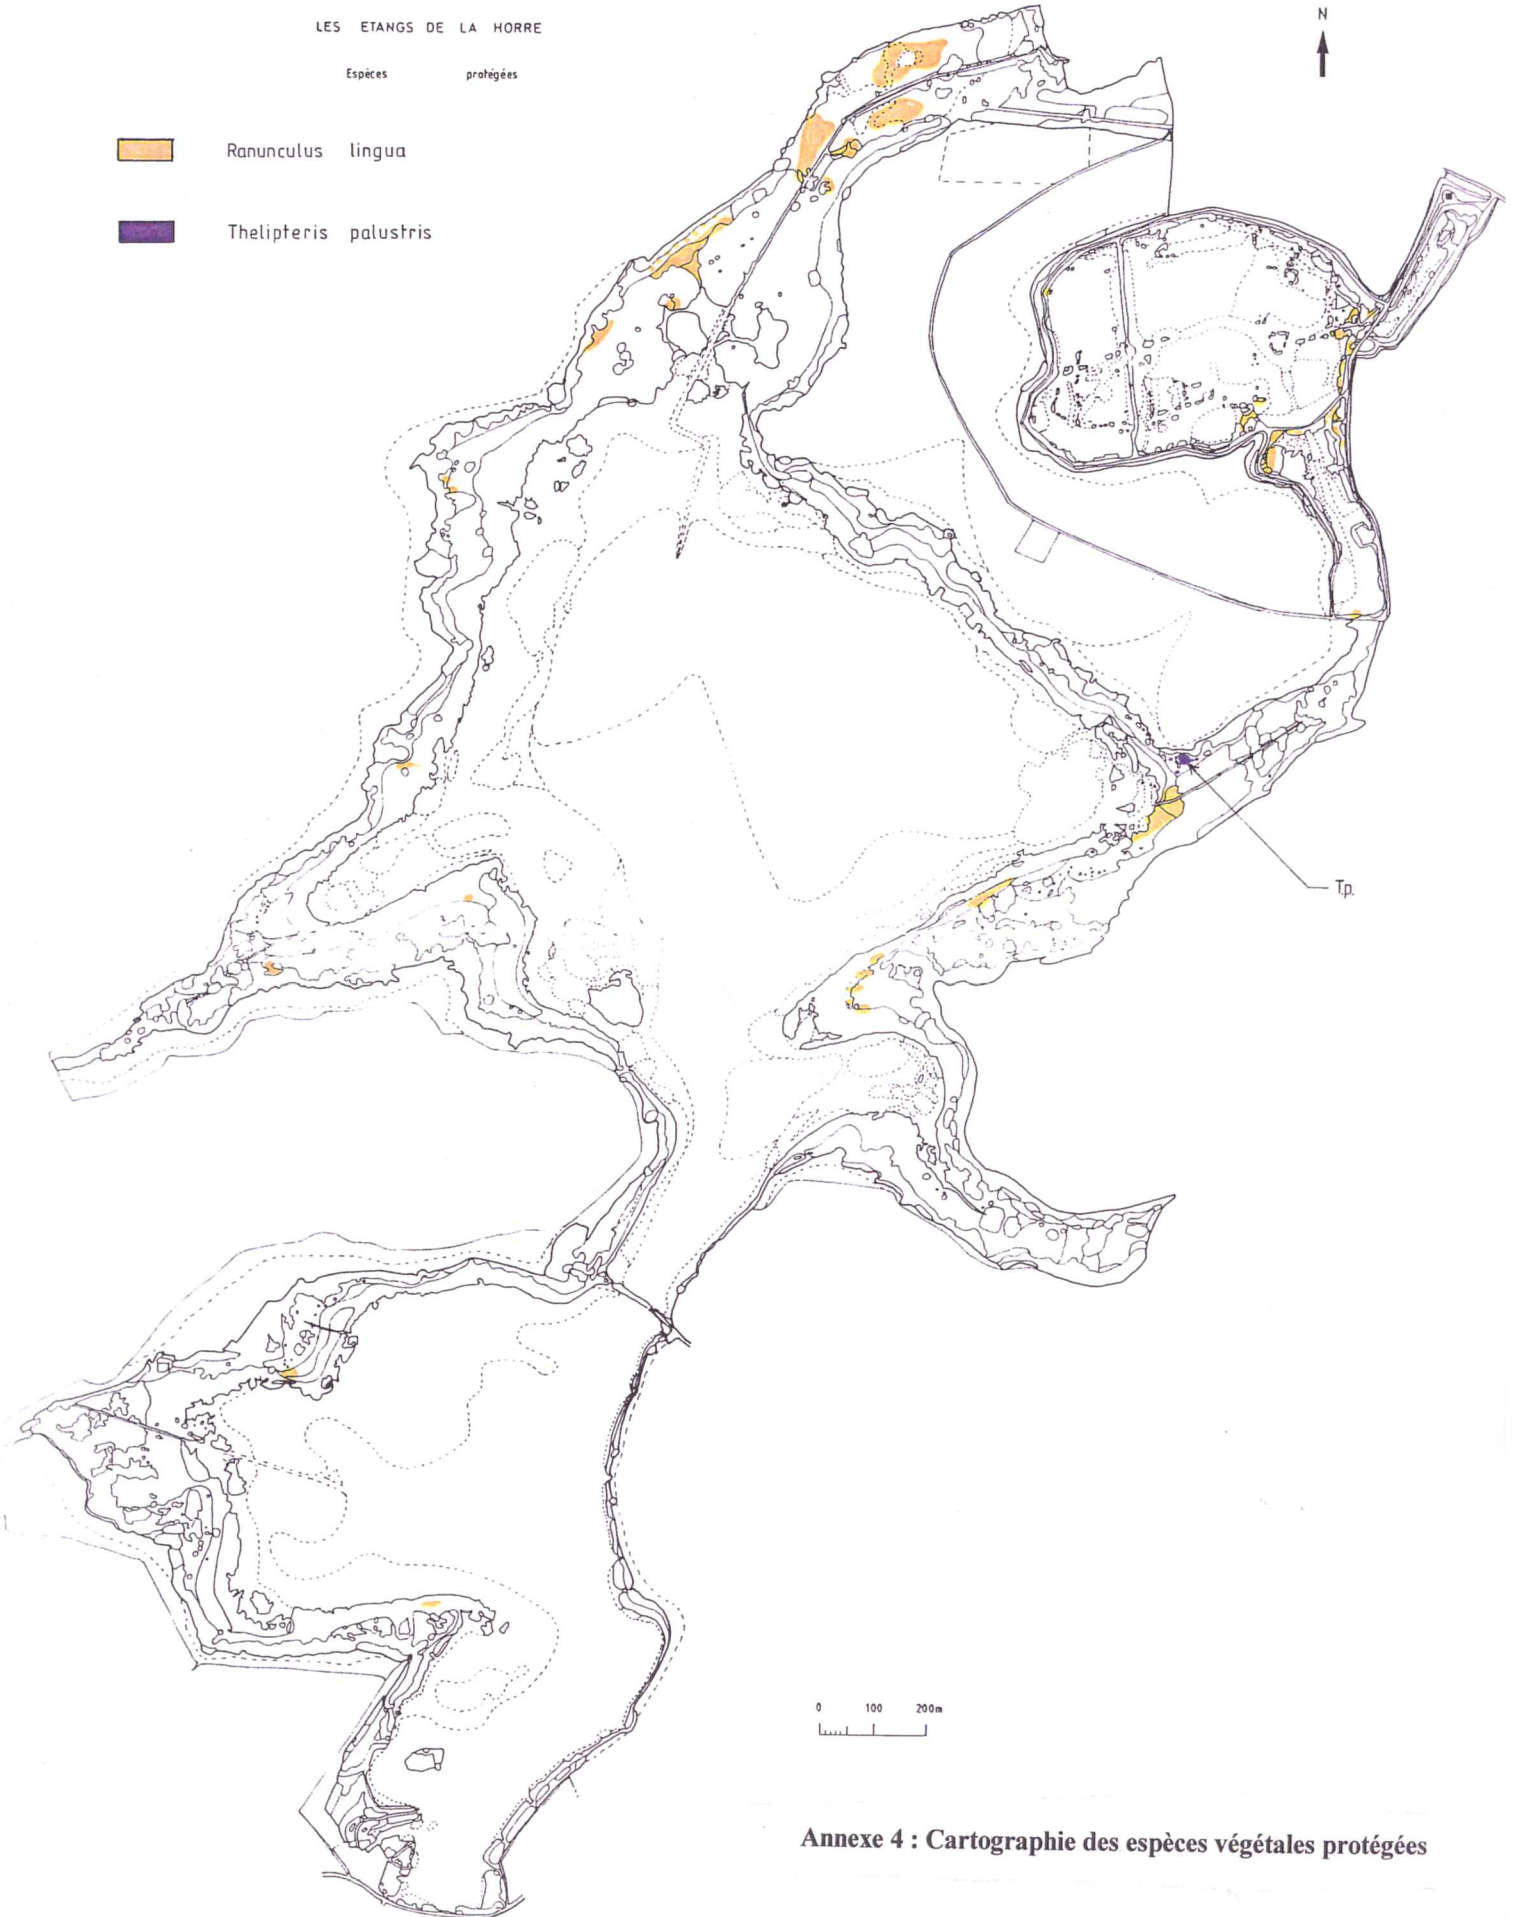 LES ETANGS DE LA HORRE
Espèces protégées
N
Ranunculus lingua
Thelipteris palustris
T.p.
0 100 200m
Annexe 4 : Cartographie des espèces végétales protégées